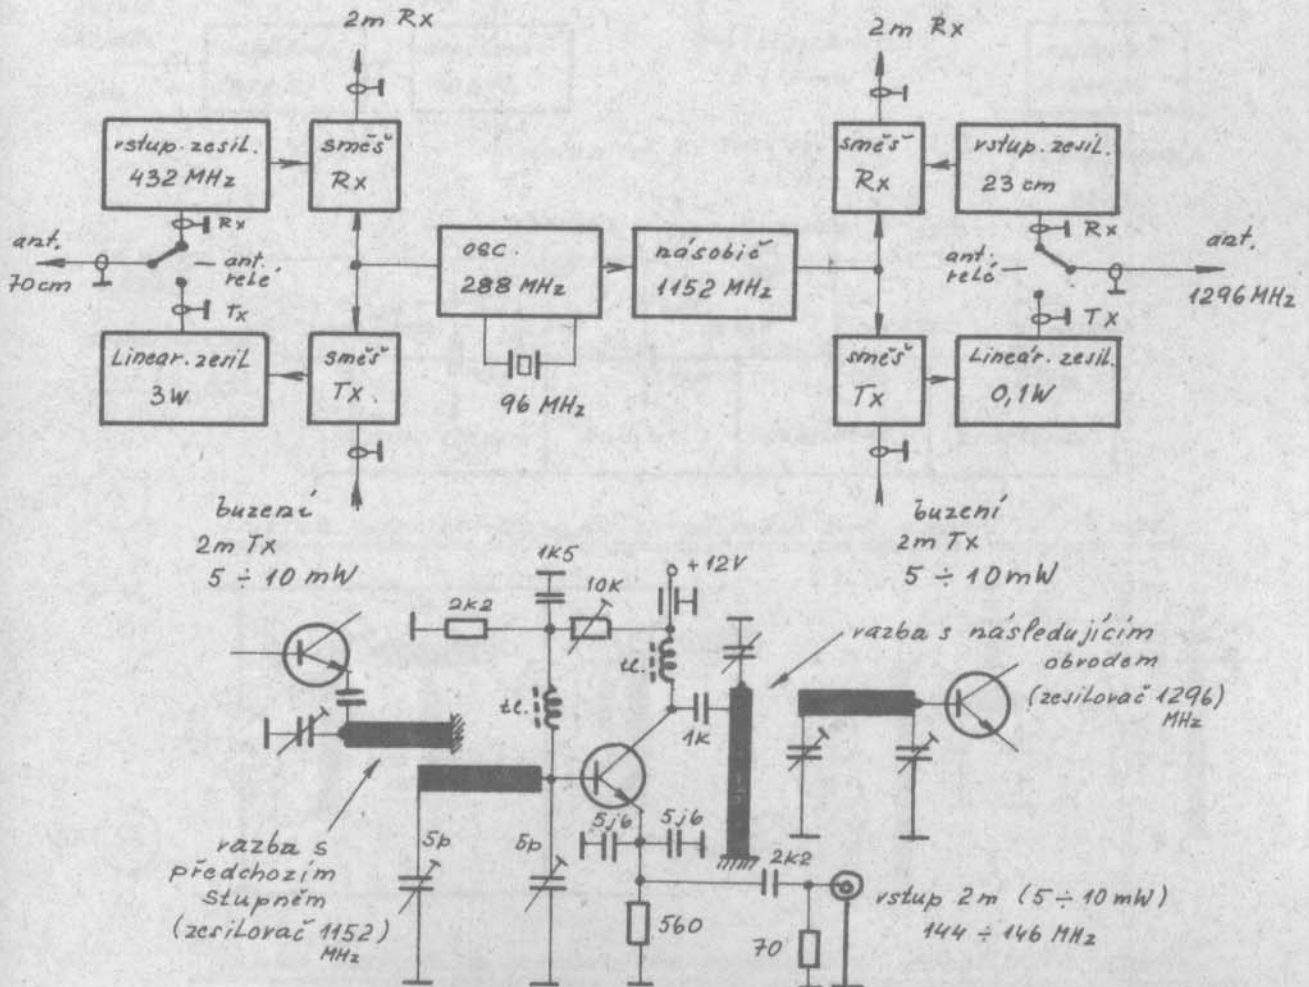 2m Rx
2m Rx
vstup. zesil.
432 MHz
směš
Rx
směš
Rx
vstup. zesil.
23 cm
Rx
ant.
70 cm
ant.
relé
Tx
osc.
288 MHz
násobič
1152 MHz
Rx
ant.
relé
ant.
1296 MHz
Tx
Linear. zesil
3W
směš
Tx.
96 MHz
směš
Tx
Lineár. zesil.
0,1W
buzení
2m Tx
5 ÷ 10 mW
buzení
2m Tx
5 ÷ 10 mW
1K5
2K2
10K
+12V
tl.
tl.
1K
vazba s následujícím
obvodem
(zesilovač 1296)
MHz
5p
5p
5j6
5j6
vazba s
předchozím
stupněm
(zesilovač 1152)
MHz
560
2K2
70
vstup 2m (5 ÷ 10 mW)
144 ÷ 146 MHz